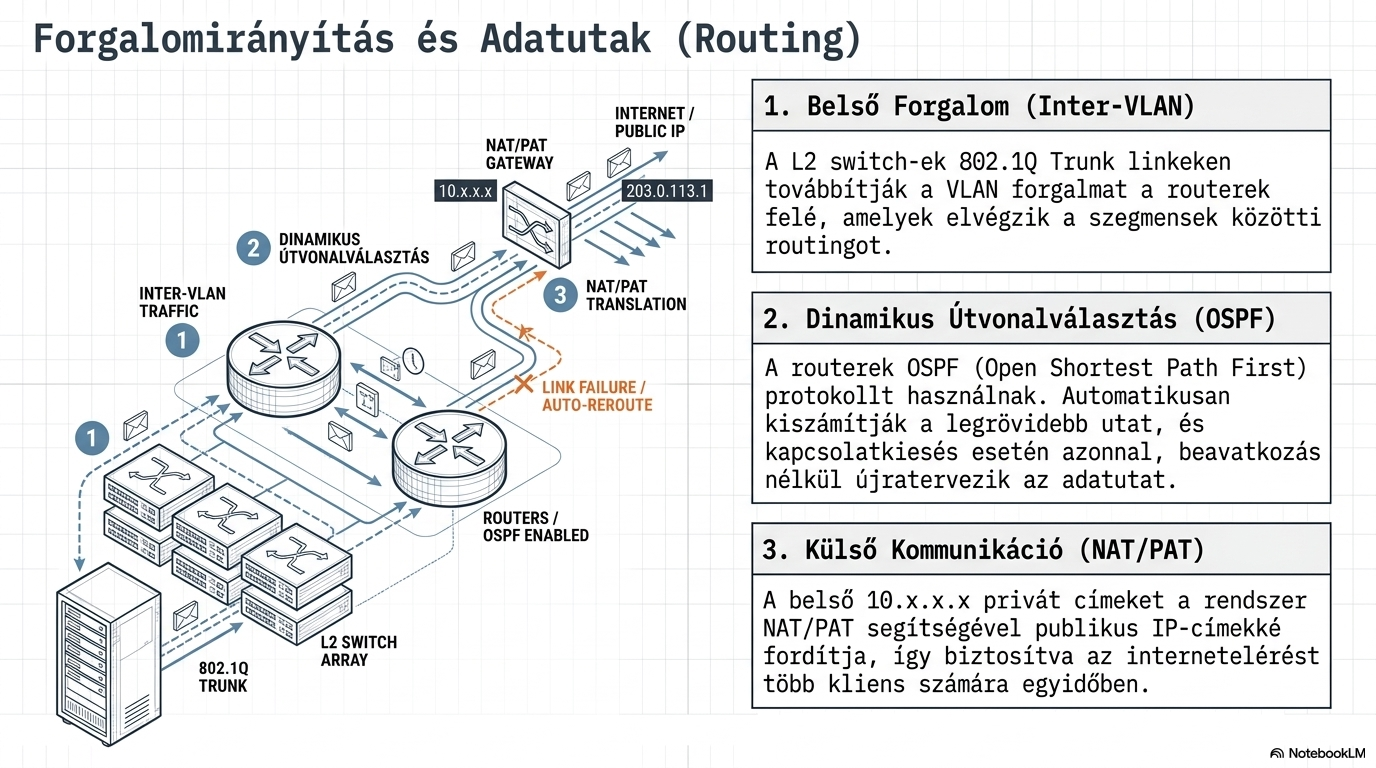 Forgalomirányítás és Adatutak (Routing)
INTERNET /
PUBLIC IP
NAT/PAT
GATEWAY
10.x.x.x
203.0.113.1
2
DINAMIKUS
ÚTVONALVÁLASZTÁS
3
NAT/PAT
TRANSLATION
INTER-VLAN
TRAFFIC
1
LINK FAILURE /
AUTO-REROUTE
1
ROUTERS /
OSPF ENABLED
L2 SWITCH
ARRAY
802.1Q
TRUNK
1. Belső Forgalom (Inter-VLAN)
A L2 switch-ek 802.1Q Trunk linkeken
továbbítják a VLAN forgalmat a routerek
felé, amelyek elvégzik a szegmensek közötti
routingot.
2. Dinamikus Útvonalválasztás (OSPF)
A routerek OSPF (Open Shortest Path First)
protokollt használnak. Automatikusan
kiszámítják a legrövidebb utat, és
kapcsolatkiesés esetén azonnal, beavatkozás
nélkül újratervezik az adatutat.
3. Külső Kommunikáció (NAT/PAT)
A belső 10.x.x.x privát címeket a rendszer
NAT/PAT segítségével publikus IP-címekké
fordítja, így biztosítva az internetelérést
több kliens számára egyidőben.
NotebookLM